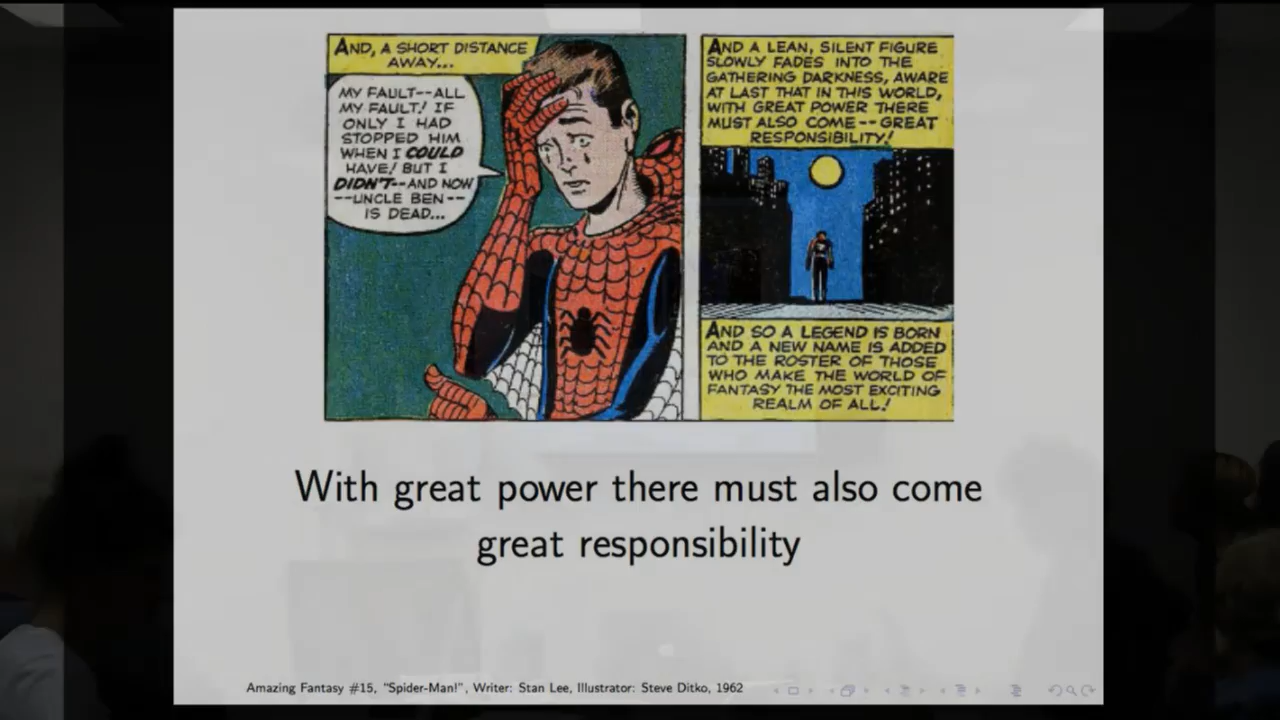 AND, A SHORT DISTANCE
AWAY...
MY FAULT--ALL
MY FAULT! IF
ONLY I HAD
STOPPED HIM
WHEN I COULD
HAVE! BUT I
DIDN'T--AND NOW
--UNCLE BEN--
IS DEAD...
AND A LEAN, SILENT FIGURE
SLOWLY FADES INTO THE
GATHERING DARKNESS, AWARE
AT LAST THAT IN THIS WORLD,
WITH GREAT POWER THERE
MUST ALSO COME -- GREAT
RESPONSIBILITY!
AND SO A LEGEND IS BORN
AND A NEW NAME IS ADDED
TO THE ROSTER OF THOSE
WHO MAKE THE WORLD OF
FANTASY THE MOST EXCITING
REALM OF ALL!
With great power there must also come
great responsibility
Amazing Fantasy #15, "Spider-Man!", Writer: Stan Lee, Illustrator: Steve Ditko, 1962